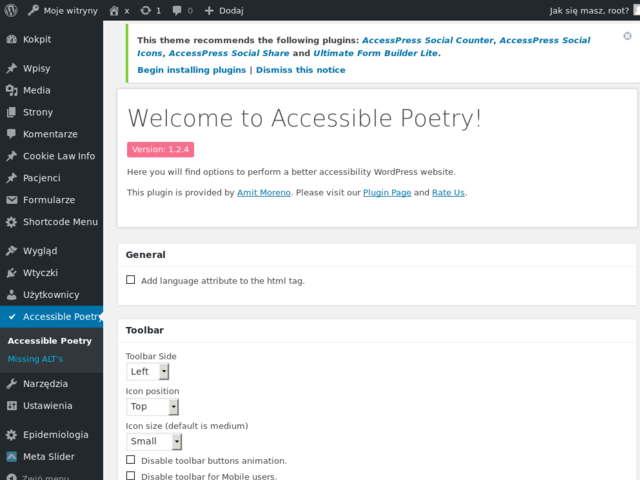 Moje witryny
x
1
0
+ Dodaj
Jak się masz, root?
Kokpit
Wpisy
Media
Strony
Komentarze
Cookie Law Info
Pacjenci
Formularze
Shortcode Menu
Wygląd
Wtyczki
Użytkownicy
Accessible Poetry
Accessible Poetry
Missing ALT's
Narzędzia
Ustawienia
Epidemiologia
Meta Slider
Zwiń menu
This theme recommends the following plugins: AccessPress Social Counter, AccessPress Social
Icons, AccessPress Social Share and Ultimate Form Builder Lite.
Begin installing plugins | Dismiss this notice
Welcome to Accessible Poetry!
Version: 1.2.4
Here you will find options to perform a better accessibility WordPress website.
This plugin is provided by Amit Moreno. Please visit our Plugin Page and Rate Us.
General
Add language attribute to the html tag.
Toolbar
Toolbar Side
Left
Icon position
Top
Icon size (default is medium)
Small
Disable toolbar buttons animation.
Disable toolbar for Mobile users.